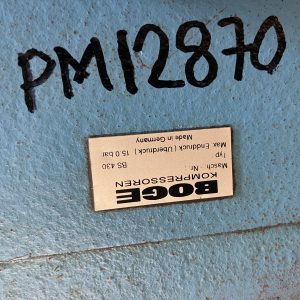 PM12870
BOGE
KOMPRESSOREN
Masch. Nr.:
Typ: BS 430
Max. Enddruck ( Überdruck ) 15.0 bar
Made in Germany